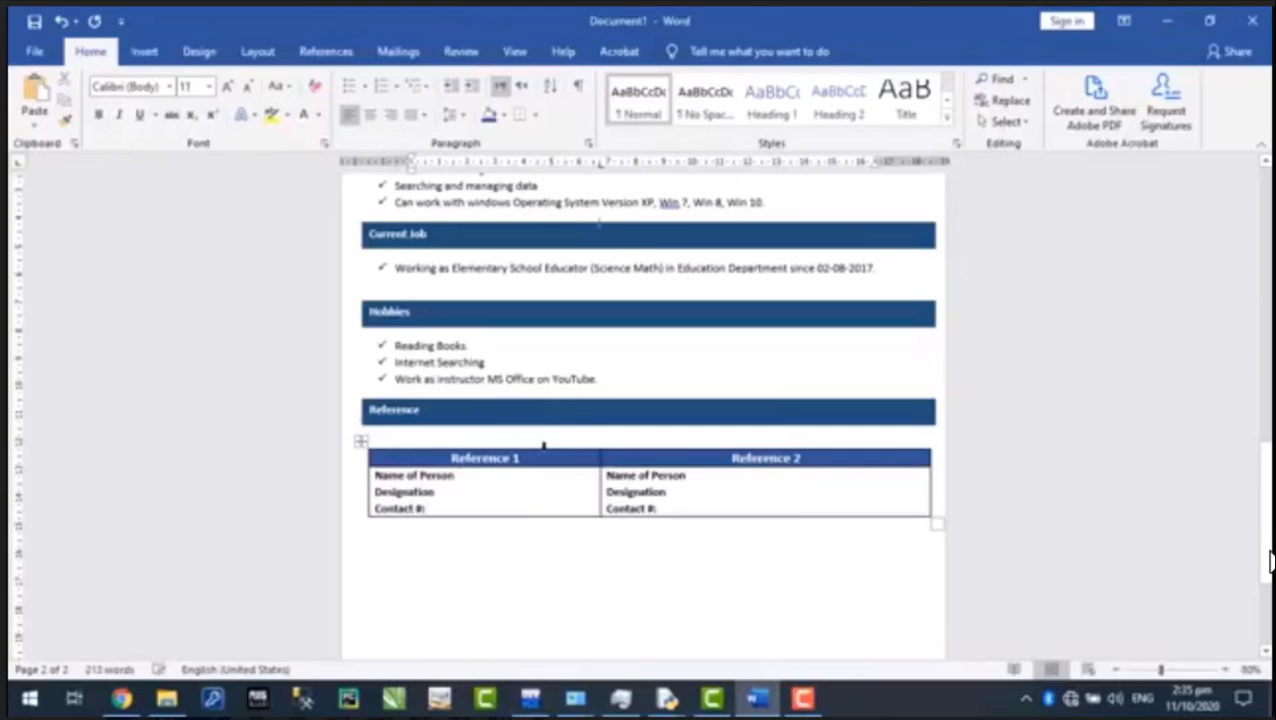 Document1 - Word
Sign in
File Home Insert Design Layout References Mailings Review View Help Acrobat Tell me what you want to do Share
Paste
Calibri (Body) 11
AaBbCcDc AaBbCcDc AaBbCc AaBbCcD AaB
¶ Normal ¶ No Spac... Heading 1 Heading 2 Title
Find
Replace
Select
Create and Share Adobe PDF
Request Signatures
Clipboard Font Paragraph Styles Editing Adobe Acrobat
Searching and managing data
Can work with windows Operating System Version XP, Win 7, Win 8, Win 10.
Current Job
Working as Elementary School Educator (Science Math) in Education Department since 02-08-2017.
Hobbies
Reading Books.
Internet Searching
Work as instructor MS Office on YouTube.
Reference
Reference 1 Reference 2
Name of Person Name of Person
Designation Designation
Contact #: Contact #:
Page 2 of 2 213 words English (United States) 80%
ENG
2:35 pm
11/10/2020